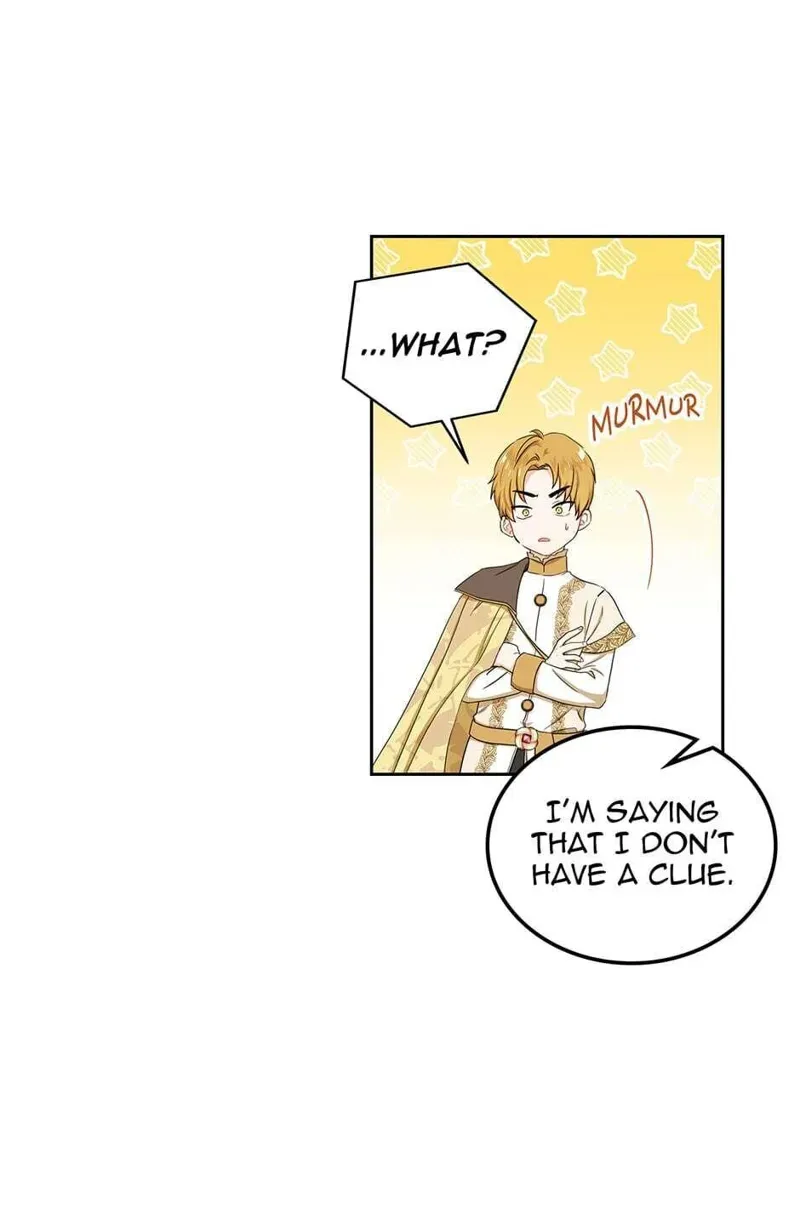 ...WHAT?
MURMUR
I'M SAYING
THAT I DON'T
HAVE A CLUE.